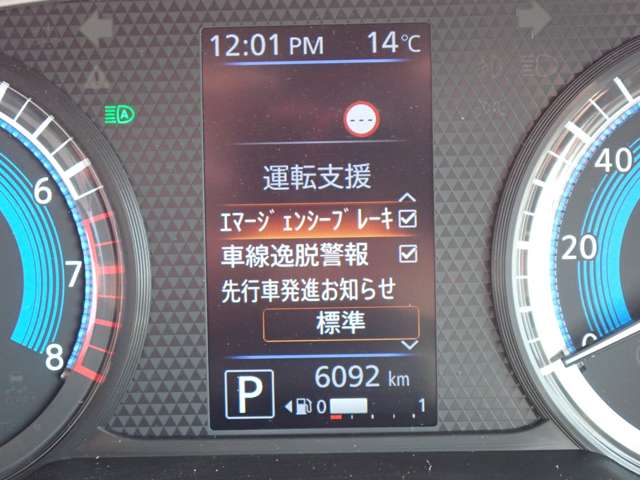 12:01 PM 14℃
---
運転支援
ｴﾏｰｼﾞｪﾝｼｰﾌﾞﾚｰｷ
車線逸脱警報
先行車発進お知らせ
標準
6092 km
P
0 1
6
7
8
40
20
0
A